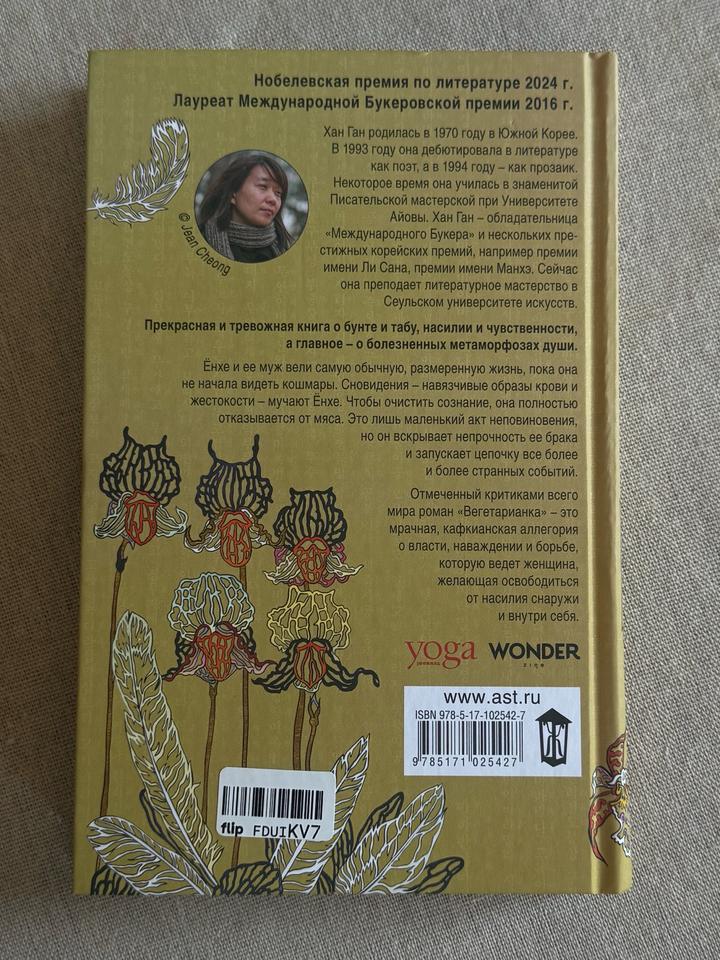 Нобелевская премия по литературе 2024 г.
Лауреат Международной Букеровской премии 2016 г.
Хан Ган родилась в 1970 году в Южной Корее.
В 1993 году она дебютировала в литературе
как поэт, а в 1994 году – как прозаик.
Некоторое время она училась в знаменитой
Писательской мастерской при Университете
Айовы. Хан Ган – обладательница
«Международного Букера» и нескольких пре-
стижных корейских премий, например премии
имени Ли Сана, премии имени Манхэ. Сейчас
она преподает литературное мастерство в
Сеульском университете искусств.
© Jean Cheong
Прекрасная и тревожная книга о бунте и табу, насилии и чувственности,
а главное – о болезненных метаморфозах души.
Ёнхе и ее муж вели самую обычную, размеренную жизнь, пока она
не начала видеть кошмары. Сновидения – навязчивые образы крови и
жестокости – мучают Ёнхе. Чтобы очистить сознание, она полностью
отказывается от мяса. Это лишь маленький акт неповиновения,
но он вскрывает непрочность ее брака
и запускает цепочку все более
и более странных событий.
Отмеченный критиками всего
мира роман «Вегетарианка» – это
мрачная, кафкианская аллегория
о власти, наваждении и борьбе,
которую ведет женщина,
желающая освободиться
от насилия снаружи
и внутри себя.
yoga
journal
WONDER
zine
www.ast.ru
ISBN 978-5-17-102542-7
9 785171 025427
flip FDUIKV7